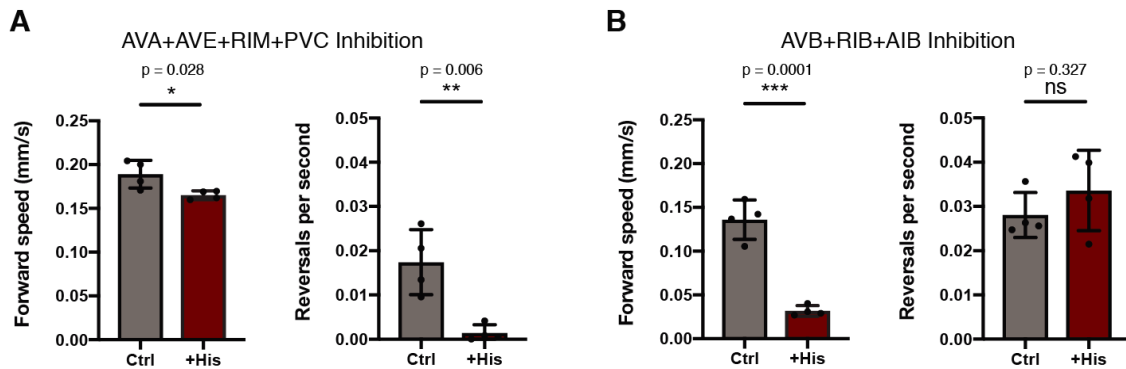 A
AVA+AVE+RIM+PVC Inhibition
p = 0.028
*
Forward speed (mm/s)
0.25
0.20
0.15
0.10
0.05
0.00
Ctrl
+His
p = 0.006
**
Reversals per second
0.05
0.04
0.03
0.02
0.01
0.00
Ctrl
+His
B
AVB+RIB+AIB Inhibition
p = 0.0001
***
Forward speed (mm/s)
0.25
0.20
0.15
0.10
0.05
0.00
Ctrl
+His
p = 0.327
ns
Reversals per second
0.05
0.04
0.03
0.02
0.01
0.00
Ctrl
+His